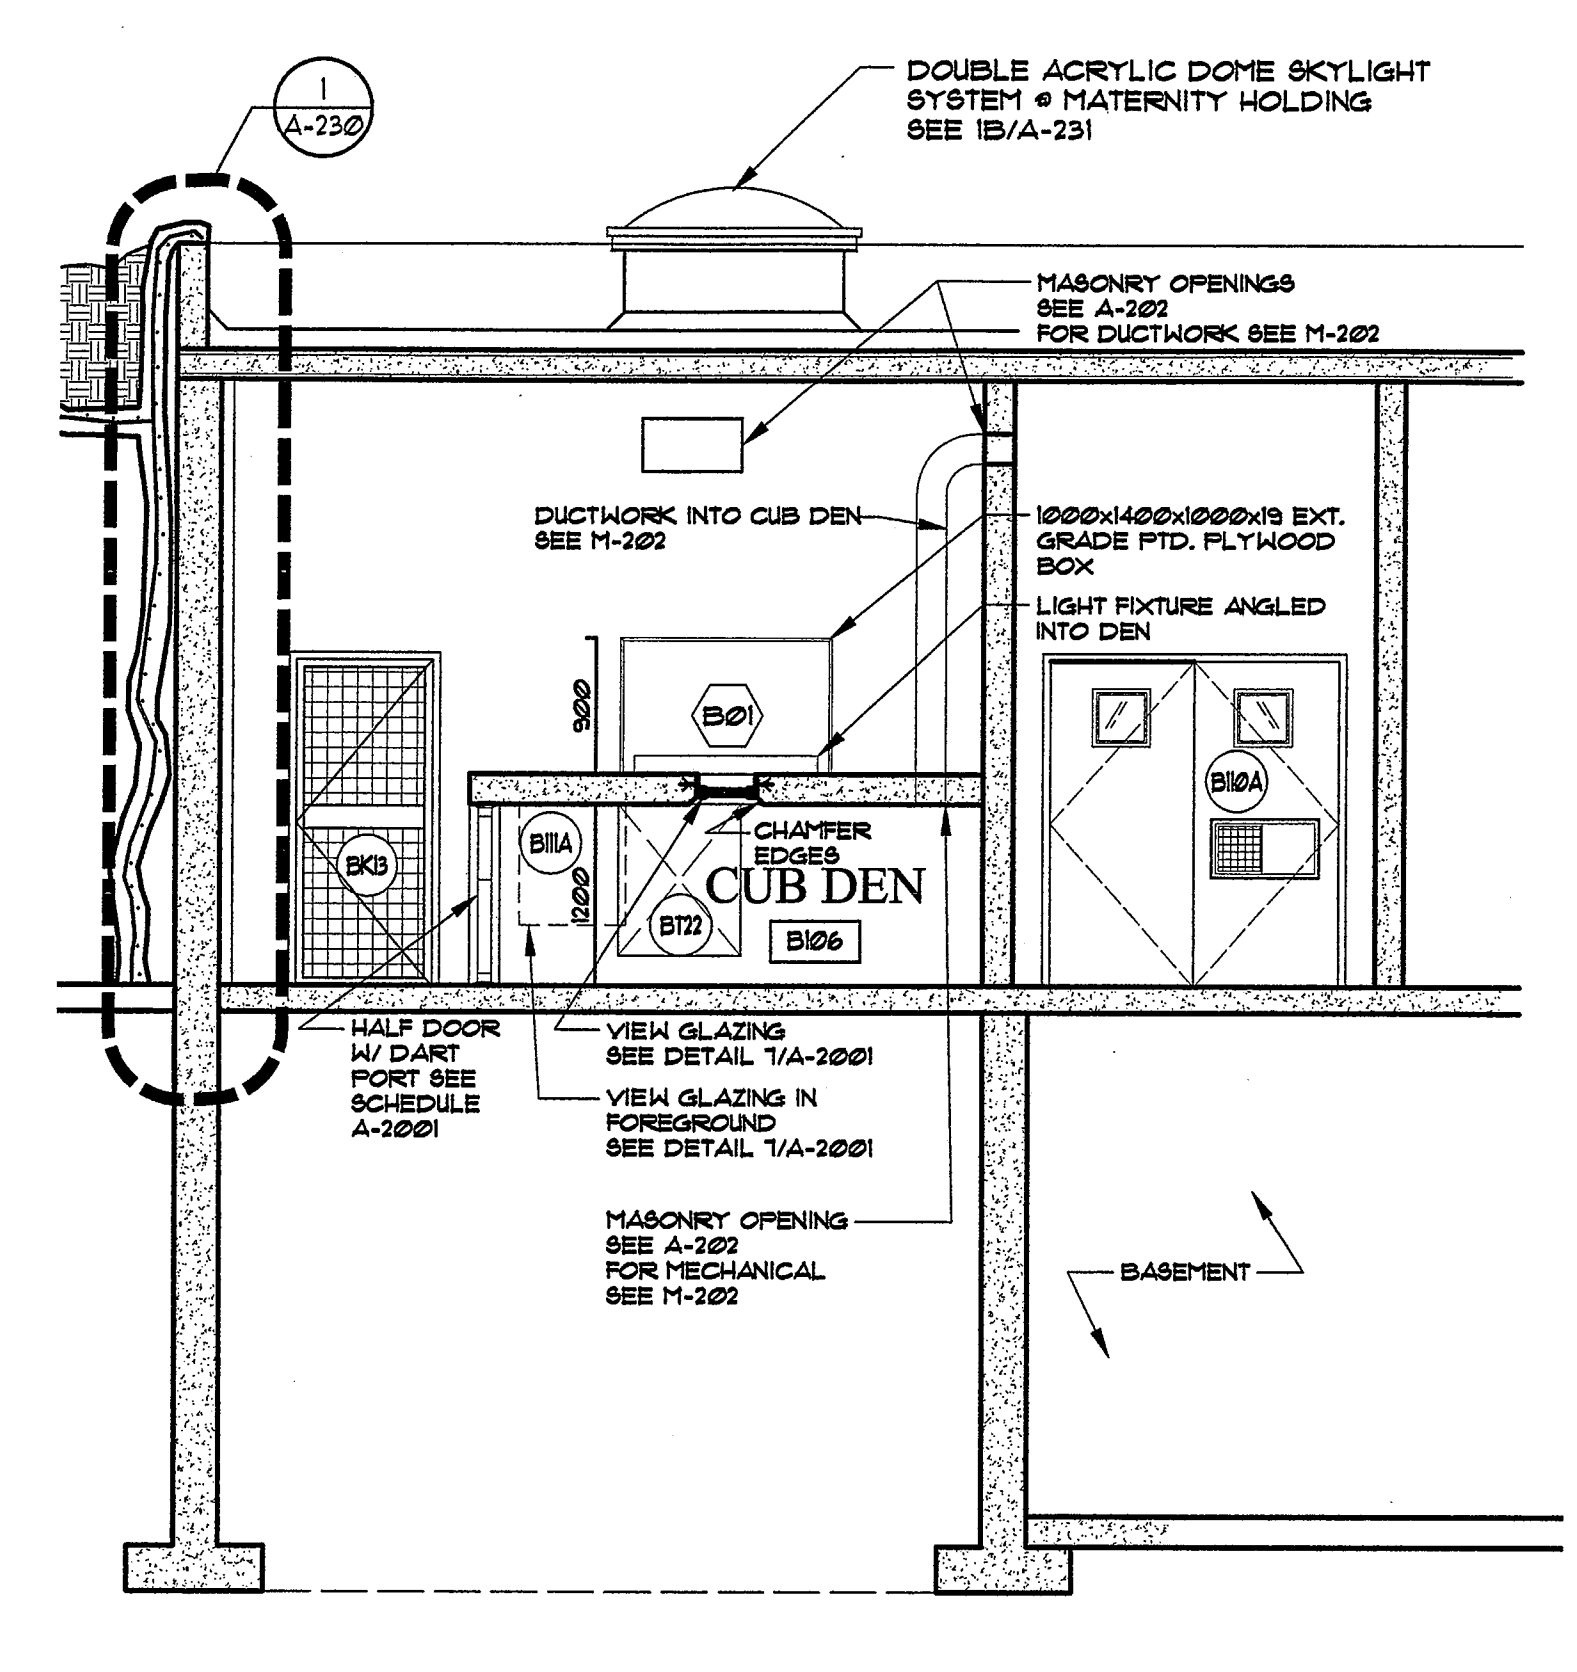 1
A-230
DOUBLE ACRYLIC DOME SKYLIGHT
SYSTEM @ MATERNITY HOLDING
SEE 1B/A-231
MASONRY OPENINGS
SEE A-202
FOR DUCTWORK SEE M-202
DUCTWORK INTO CUB DEN
SEE M-202
1000x1400x1000x19 EXT.
GRADE PTD. PLYWOOD
BOX
LIGHT FIXTURE ANGLED
INTO DEN
900
B01
B110A
B111A
BK13
CHAMFER
EDGES
1200
CUB DEN
BT22
B106
HALF DOOR
W/ DART
PORT SEE
SCHEDULE
A-2001
VIEW GLAZING
SEE DETAIL 7/A-2001
VIEW GLAZING IN
FOREGROUND
SEE DETAIL 7/A-2001
MASONRY OPENING
SEE A-202
FOR MECHANICAL
SEE M-202
BASEMENT